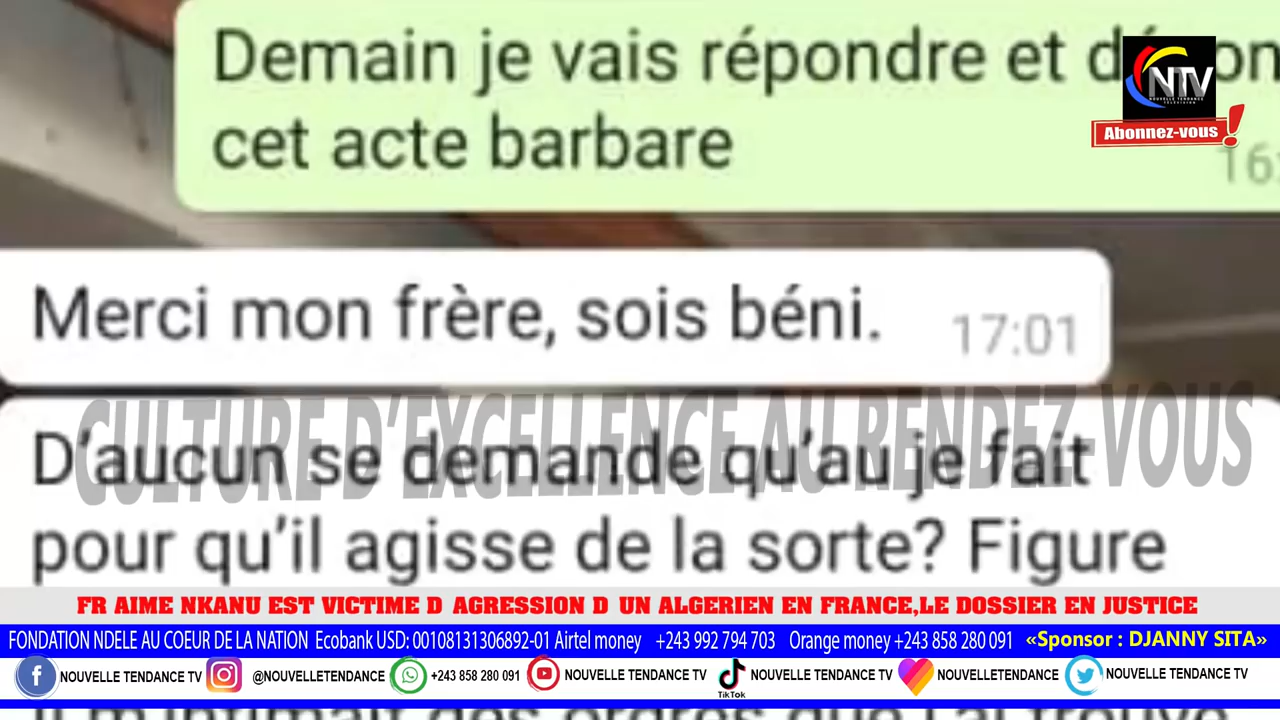 Demain je vais répondre et
cet acte barbare
NTV
NOUVELLE TENDANCE
TÉLÉVISION
Abonnez-vous !
Merci mon frère, sois béni.
17:01
CULTURE D'EXCELLENCE AU RENDEZ-VOUS
D'aucun se demande qu'au je fait
pour qu'il agisse de la sorte? Figure
FR AIME NKANU EST VICTIME D AGRESSION D UN ALGERIEN EN FRANCE,LE DOSSIER EN JUSTICE
FONDATION NDELE AU COEUR DE LA NATION Ecobank USD: 00108131306892-01 Airtel money +243 992 794 703 Orange money +243 858 280 091 «Sponsor : DJANNY SITA»
NOUVELLE TENDANCE TV @NOUVELLETENDANCE +243 858 280 091 NOUVELLE TENDANCE TV TikTok NOUVELLE TENDANCE TV NOUVELLETENDANCE NOUVELLE TENDANCE TV